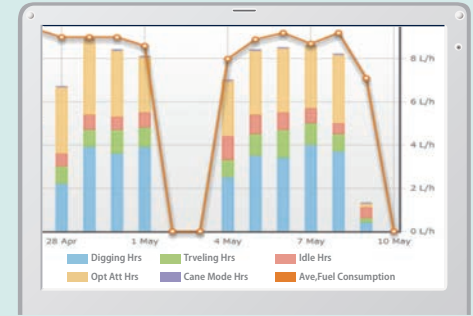 8 L/h
6 L/h
4 L/h
2 L/h
0 L/h
28 Apr 1 May 4 May 7 May 10 May
Digging Hrs Trveling Hrs Idle Hrs
Opt Att Hrs Cane Mode Hrs Ave,Fuel Consumption